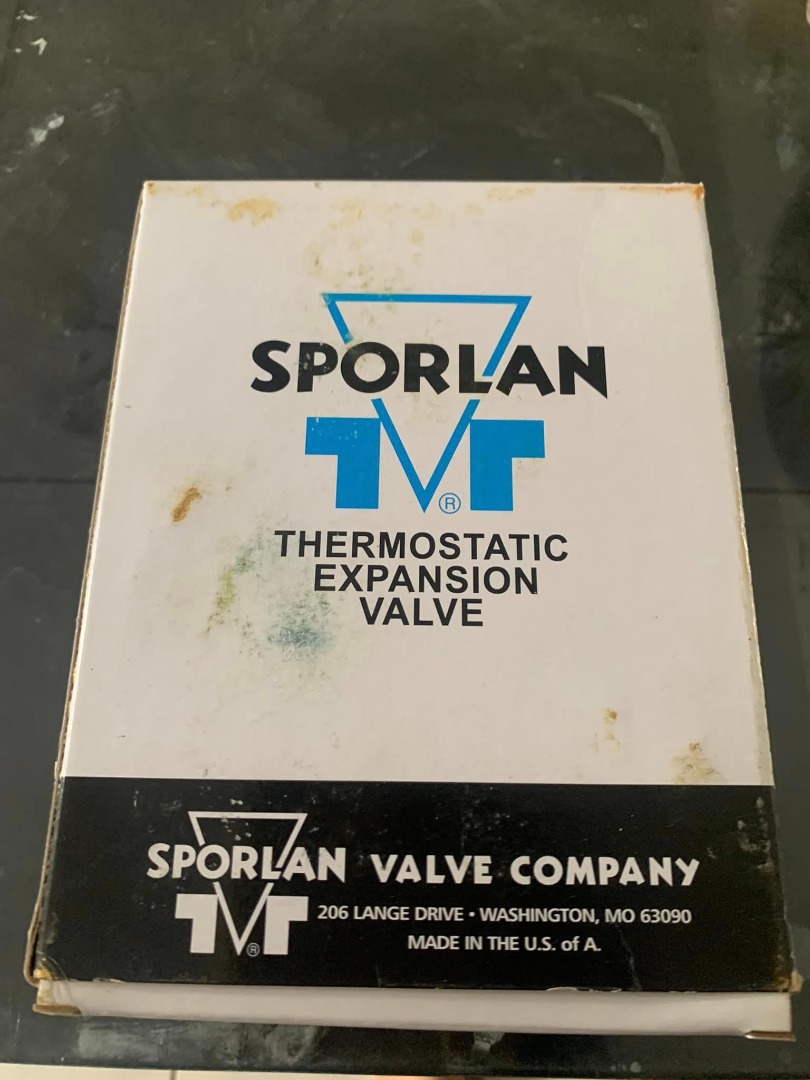 SPORLAN
®
THERMOSTATIC
EXPANSION
VALVE
SPORLAN VALVE COMPANY
206 LANGE DRIVE • WASHINGTON, MO 63090
® MADE IN THE U.S. of A.